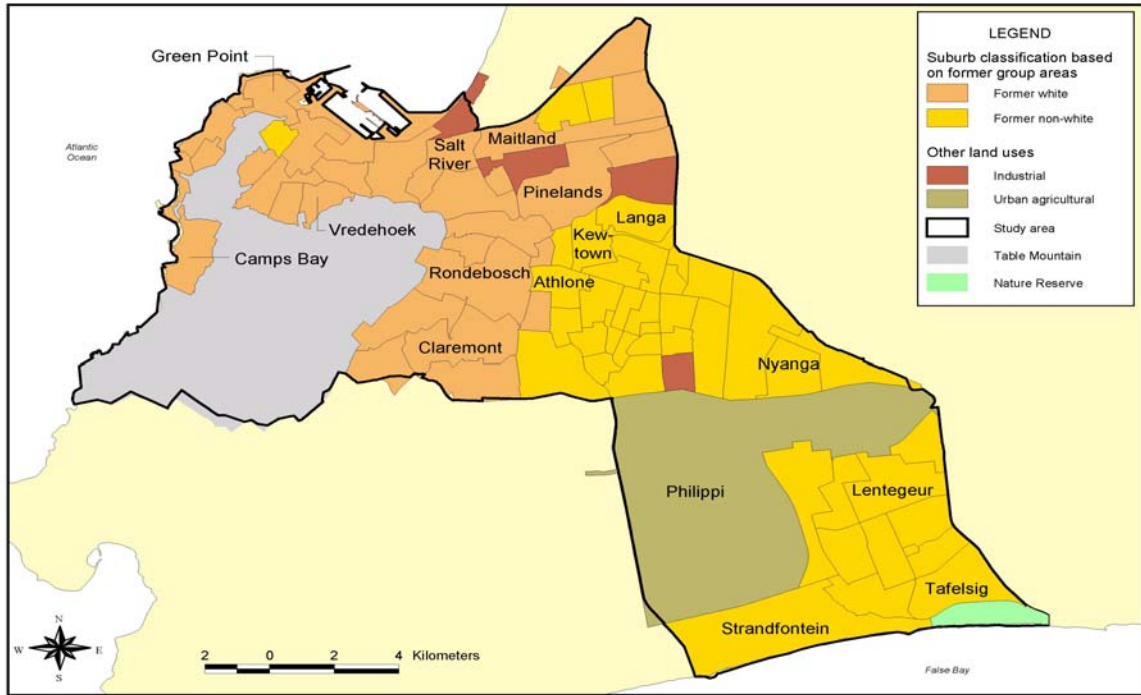 Green Point
Atlantic
Ocean
Salt
River
Maitland
Pinelands
Langa
Kew-
town
Vredehoek
Camps Bay
Rondebosch
Athlone
Claremont
Nyanga
Philippi
Lentegeur
Tafelsig
Strandfontein
False Bay
N
W E
S
2 0 2 4 Kilometers
LEGEND
Suburb classification based
on former group areas
Former white
Former non-white
Other land uses
Industrial
Urban agricultural
Study area
Table Mountain
Nature Reserve